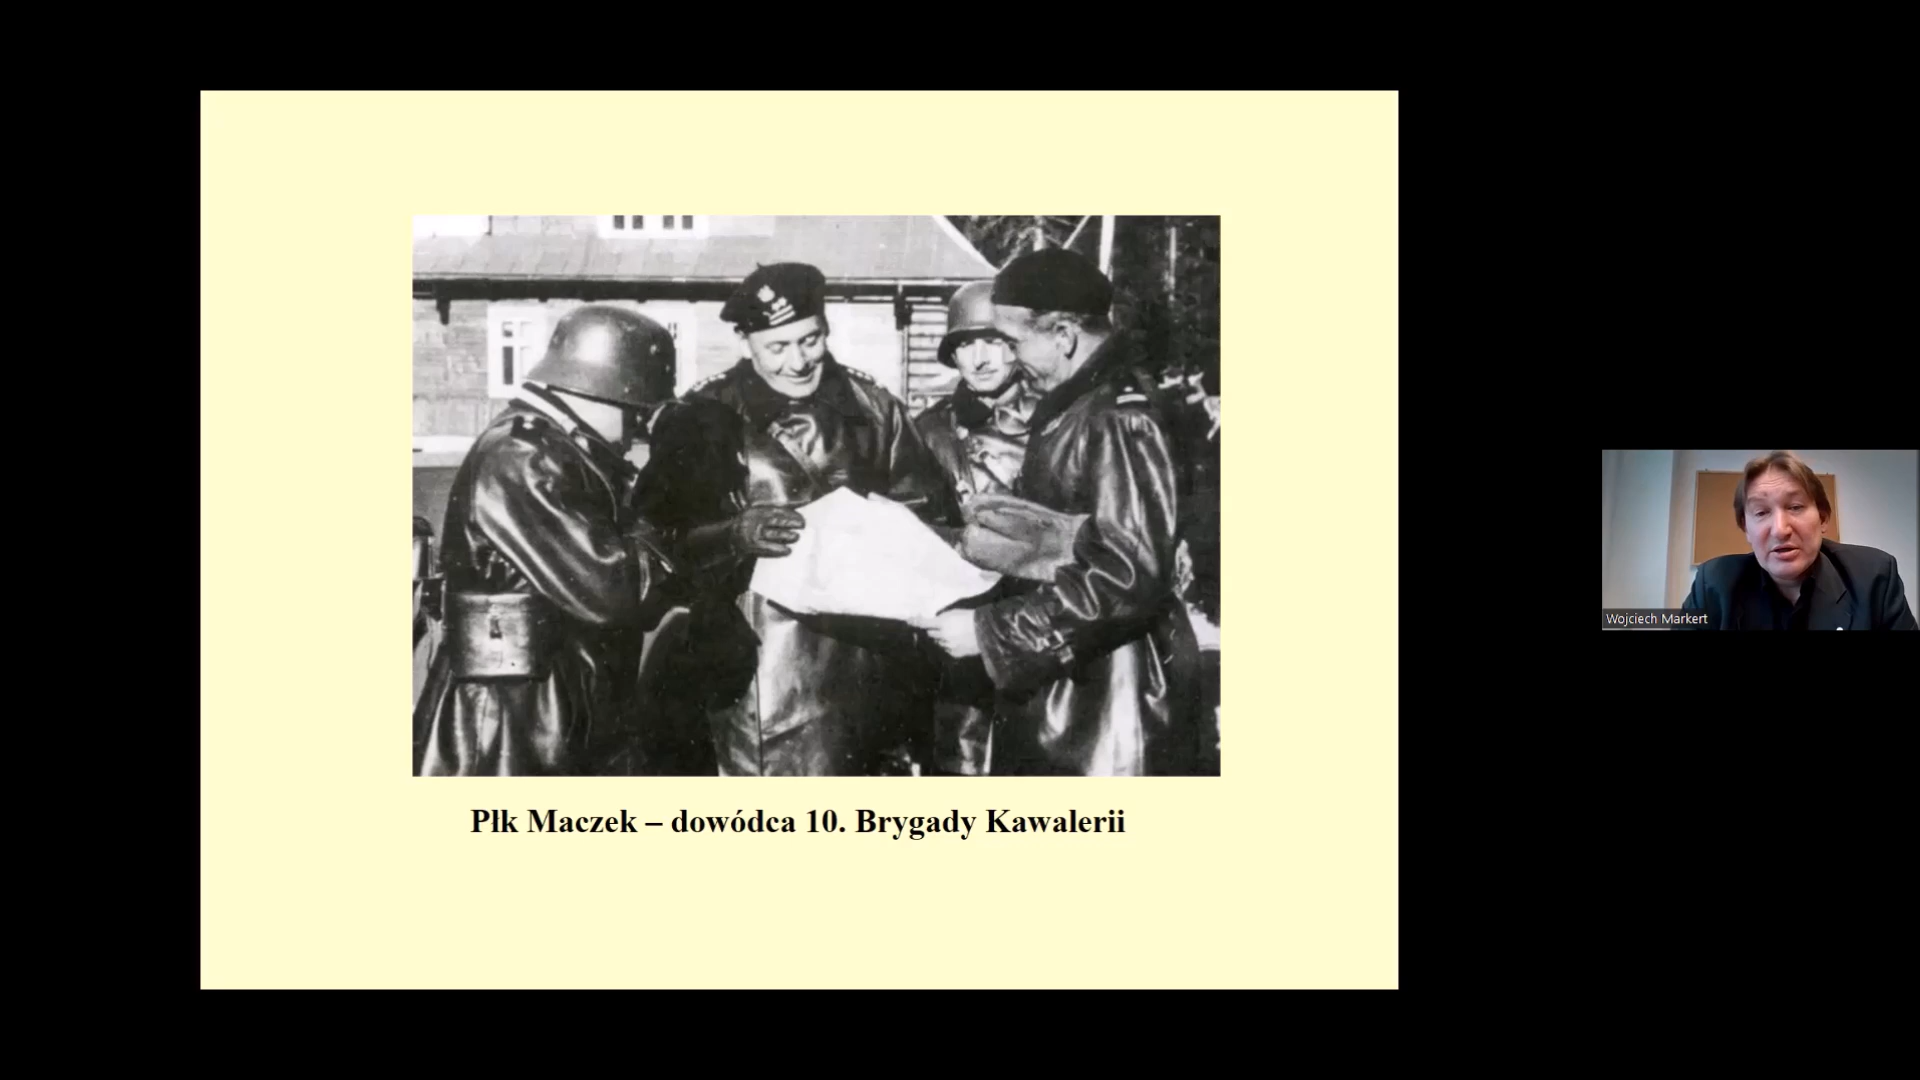 Płk Maczek – dowódca 10. Brygady Kawalerii
Wojciech Markert